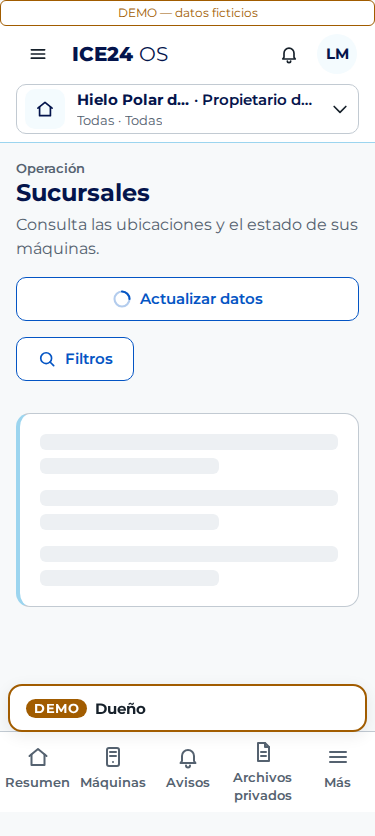 DEMO — datos ficticios
ICE24 OS
LM
Hielo Polar d... · Propietario d...
Todas · Todas
Operación
Sucursales
Consulta las ubicaciones y el estado de sus
máquinas.
Actualizar datos
Filtros
DEMO Dueño
Resumen
Máquinas
Avisos
Archivos
privados
Más